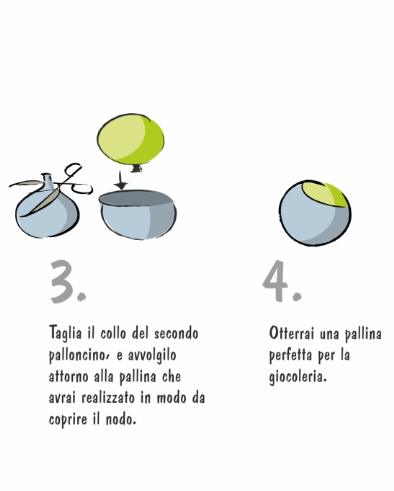 3.
Taglia il collo del secondo
palloncino, e avvolgilo
attorno alla pallina che
avrai realizzato in modo da
coprire il nodo.
4.
Otterrai una pallina
perfetta per la
giocoleria.